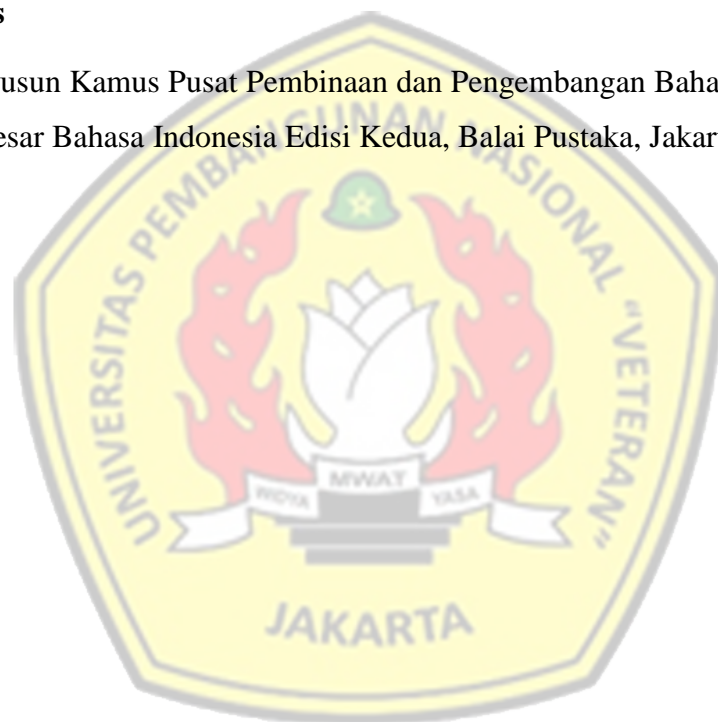 s
usun Kamus Pusat Pembinaan dan Pengembangan Baha
esar Bahasa Indonesia Edisi Kedua, Balai Pustaka, Jakar
UNIVERSITAS PEMBANGUNAN NASIONAL "VETERAN"
WIDYA MWAT YASA
JAKARTA